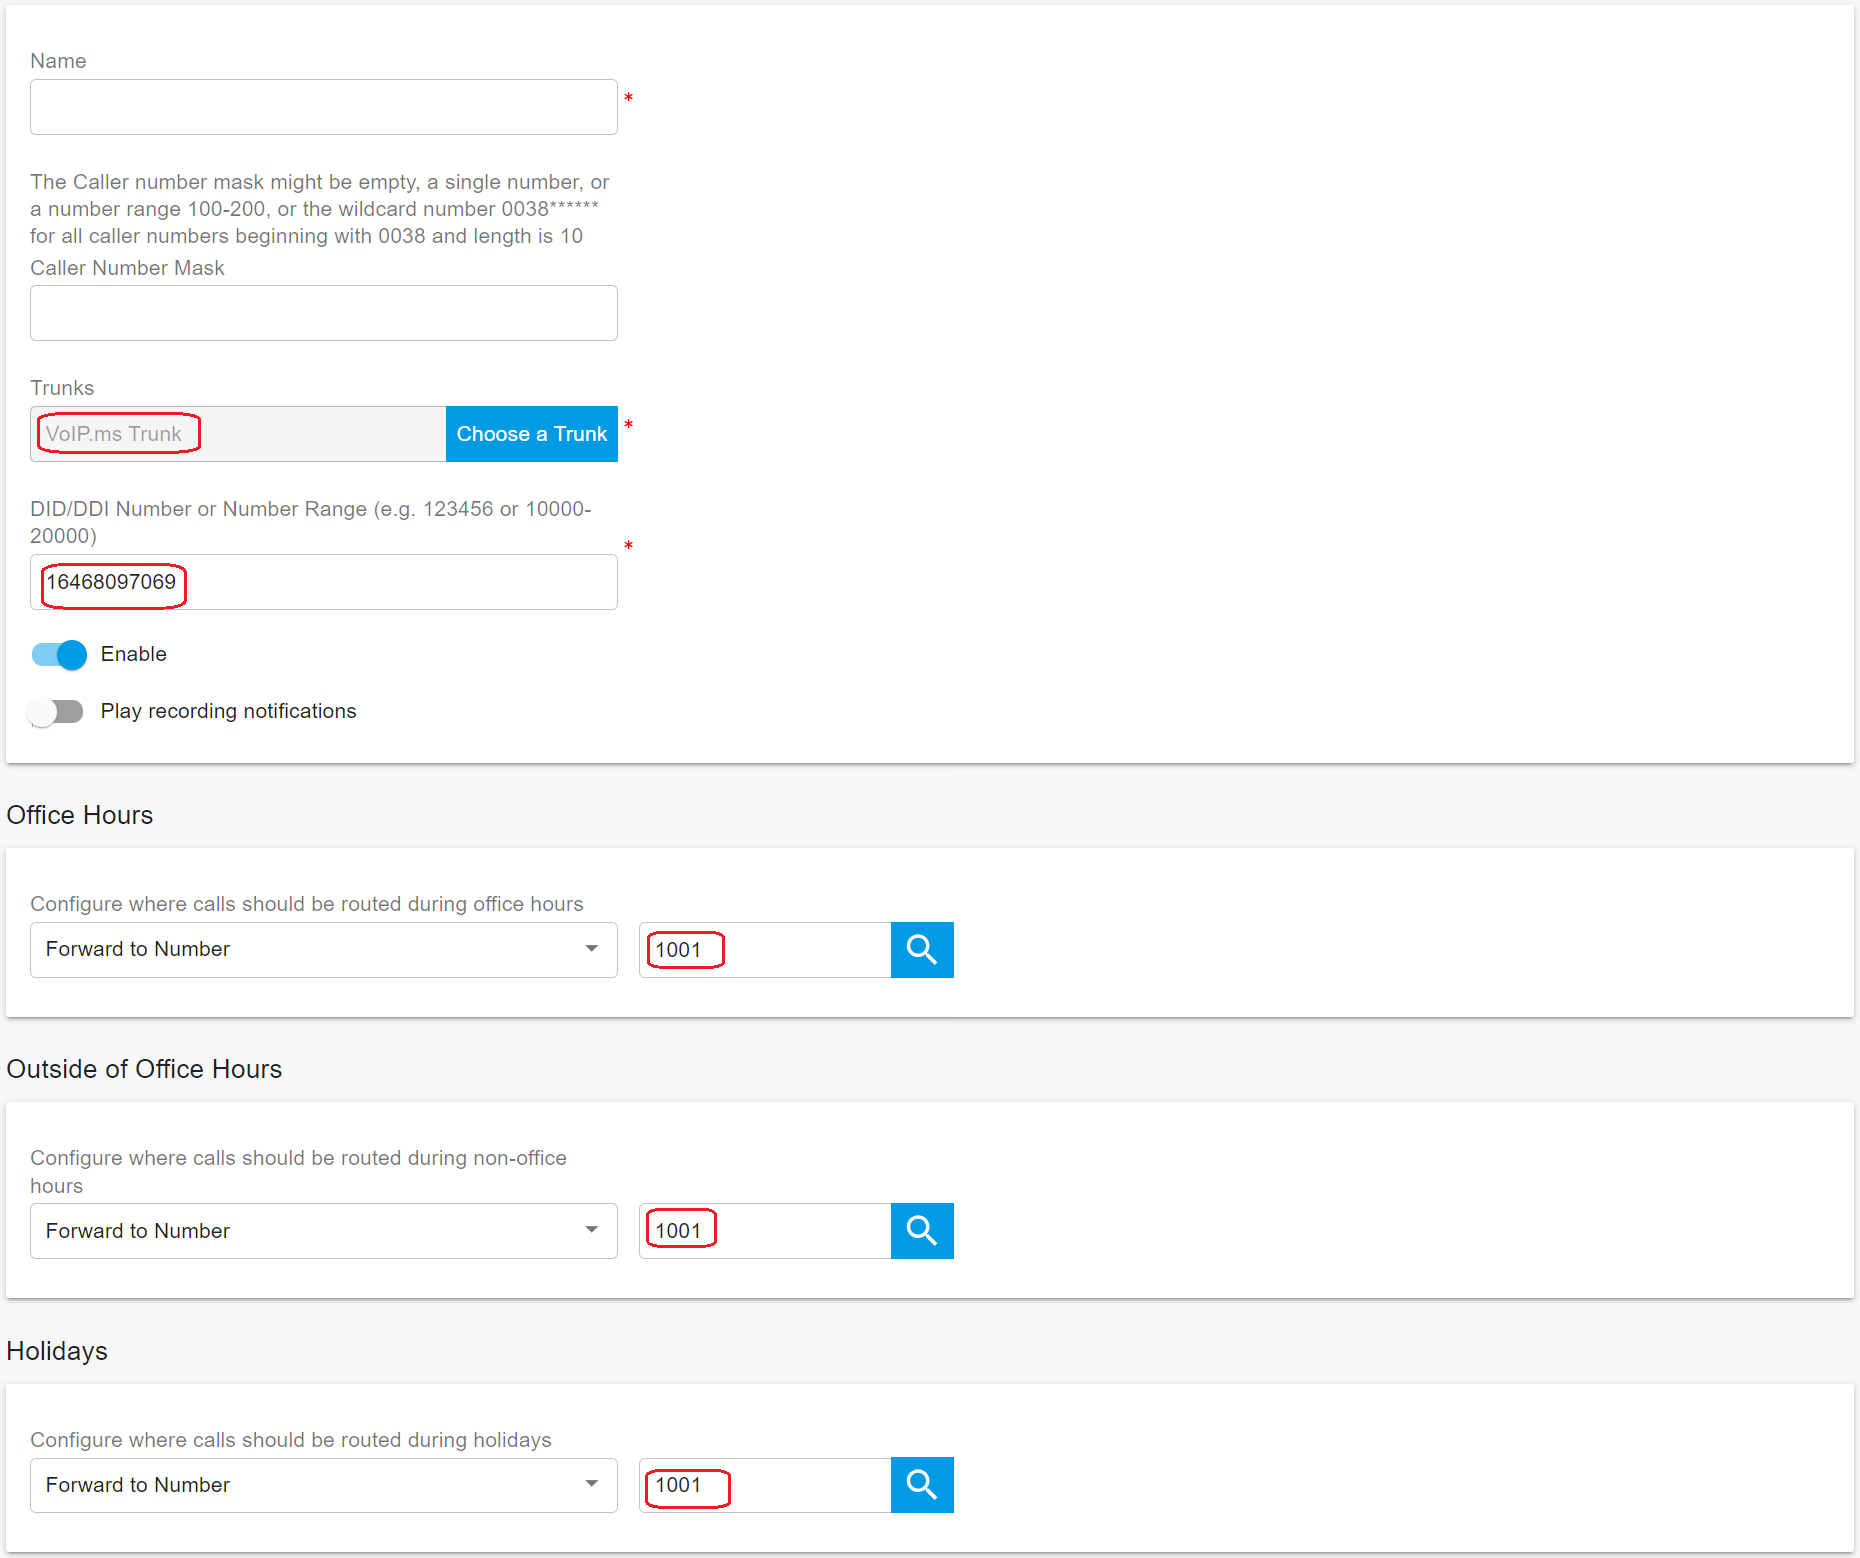 Name
*
The Caller number mask might be empty, a single number, or
a number range 100-200, or the wildcard number 0038******
for all caller numbers beginning with 0038 and length is 10
Caller Number Mask
Trunks
VoIP.ms Trunk
Choose a Trunk
*
DID/DDI Number or Number Range (e.g. 123456 or 10000-
20000)
*
16468097069
Enable
Play recording notifications
Office Hours
Configure where calls should be routed during office hours
Forward to Number
1001
Outside of Office Hours
Configure where calls should be routed during non-office
hours
Forward to Number
1001
Holidays
Configure where calls should be routed during holidays
Forward to Number
1001